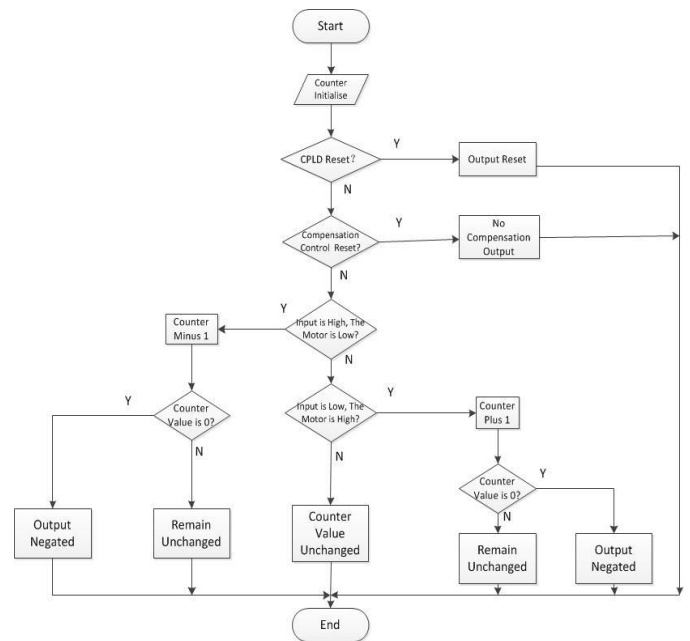 Start
Counter
Initialise
Y
CPLD Reset?
Output Reset
N
Y
Compensation
Control Reset?
No
Compensation
Output
N
Counter
Minus 1
Y
Input is High, The
Motor is Low?
N
Y
Counter
Value is 0?
Input is Low, The
Motor is High?
Y
Counter
Plus 1
N
N
Counter
Value is 0?
Y
N
Output
Negated
Remain
Unchanged
Counter
Value
Unchanged
Remain
Unchanged
Output
Negated
End